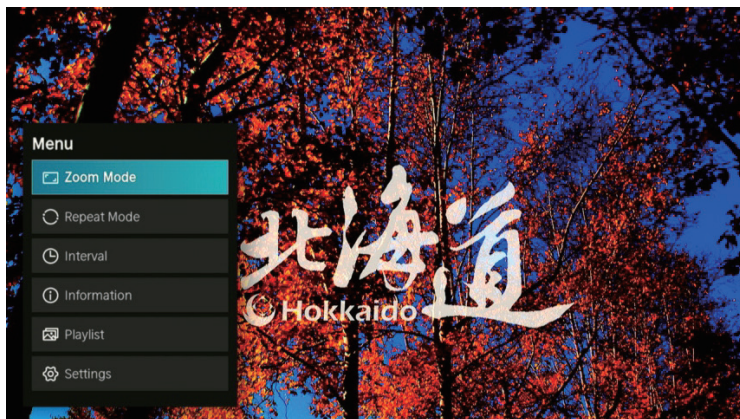 Menu
Zoom Mode
Repeat Mode
Interval
Information
Playlist
Settings
北海道
Hokkaido